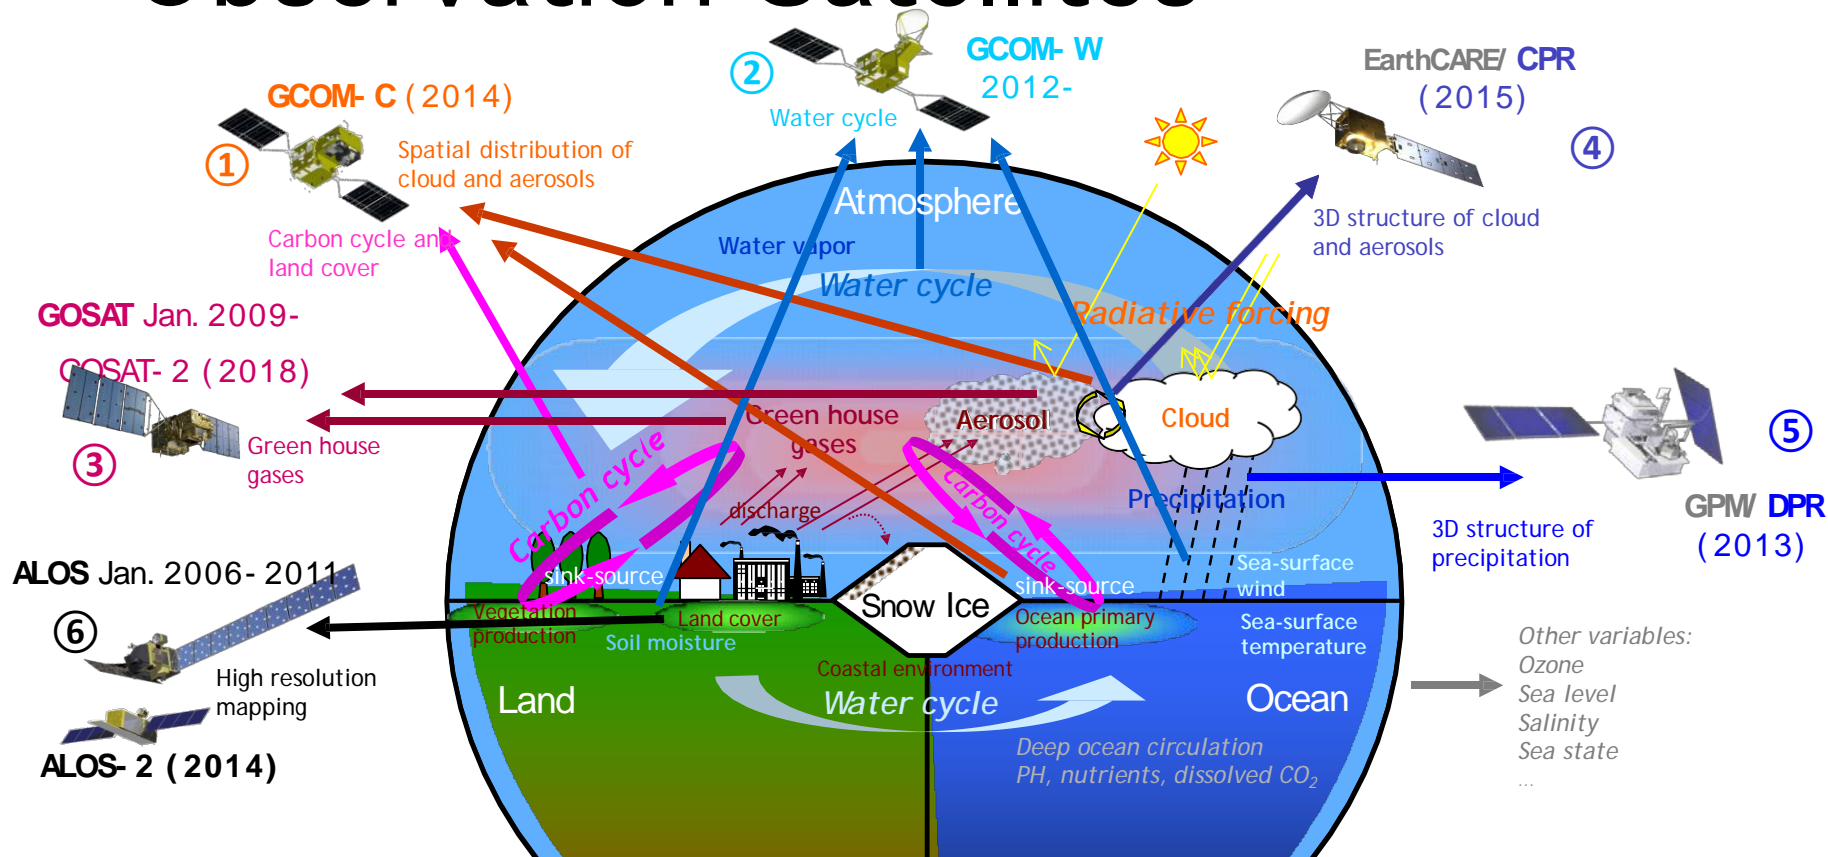 Observation Satellites
②
GCOM- W
2012-
Water cycle
GCOM- C (2014)
①
Spatial distribution of
cloud and aerosols
Carbon cycle and
land cover
EarthCARE/ CPR
(2015)
④
3D structure of cloud
and aerosols
Atmosphere
Water vapor
Water cycle
Radiative forcing
GOSAT Jan. 2009-
GOSAT- 2 (2018)
③
Green house
gases
Green house
gases
Aerosol
Cloud
Carbon cycle
Carbon cycle
discharge
Precipitation
⑤
GPM/ DPR
(2013)
3D structure of
precipitation
ALOS Jan. 2006- 2011
⑥
High resolution
mapping
ALOS- 2 (2014)
sink-source
Vegetation
production
Land cover
Soil moisture
Snow Ice
sink-source
Ocean primary
production
Sea-surface
wind
Sea-surface
temperature
Coastal environment
Land
Water cycle
Ocean
Deep ocean circulation
PH, nutrients, dissolved CO₂
Other variables:
Ozone
Sea level
Salinity
Sea state
...